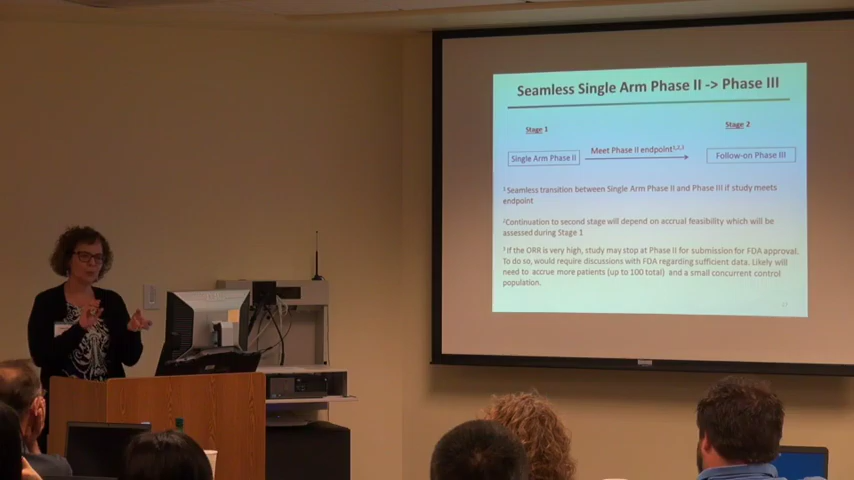 Seamless Single Arm Phase II -> Phase III
Stage 1
Stage 2
Single Arm Phase II
Meet Phase II endpoint1,2,3
Follow-on Phase III
1 Seamless transition between Single Arm Phase II and Phase III if study meets
endpoint
2Continuation to second stage will depend on accrual feasibility which will be
assessed during Stage 1
3 If the ORR is very high, study may stop at Phase II for submission for FDA approval.
To do so, would require discussions with FDA regarding sufficient data. Likely will
need to accrue more patients (up to 100 total) and a small concurrent control
population.